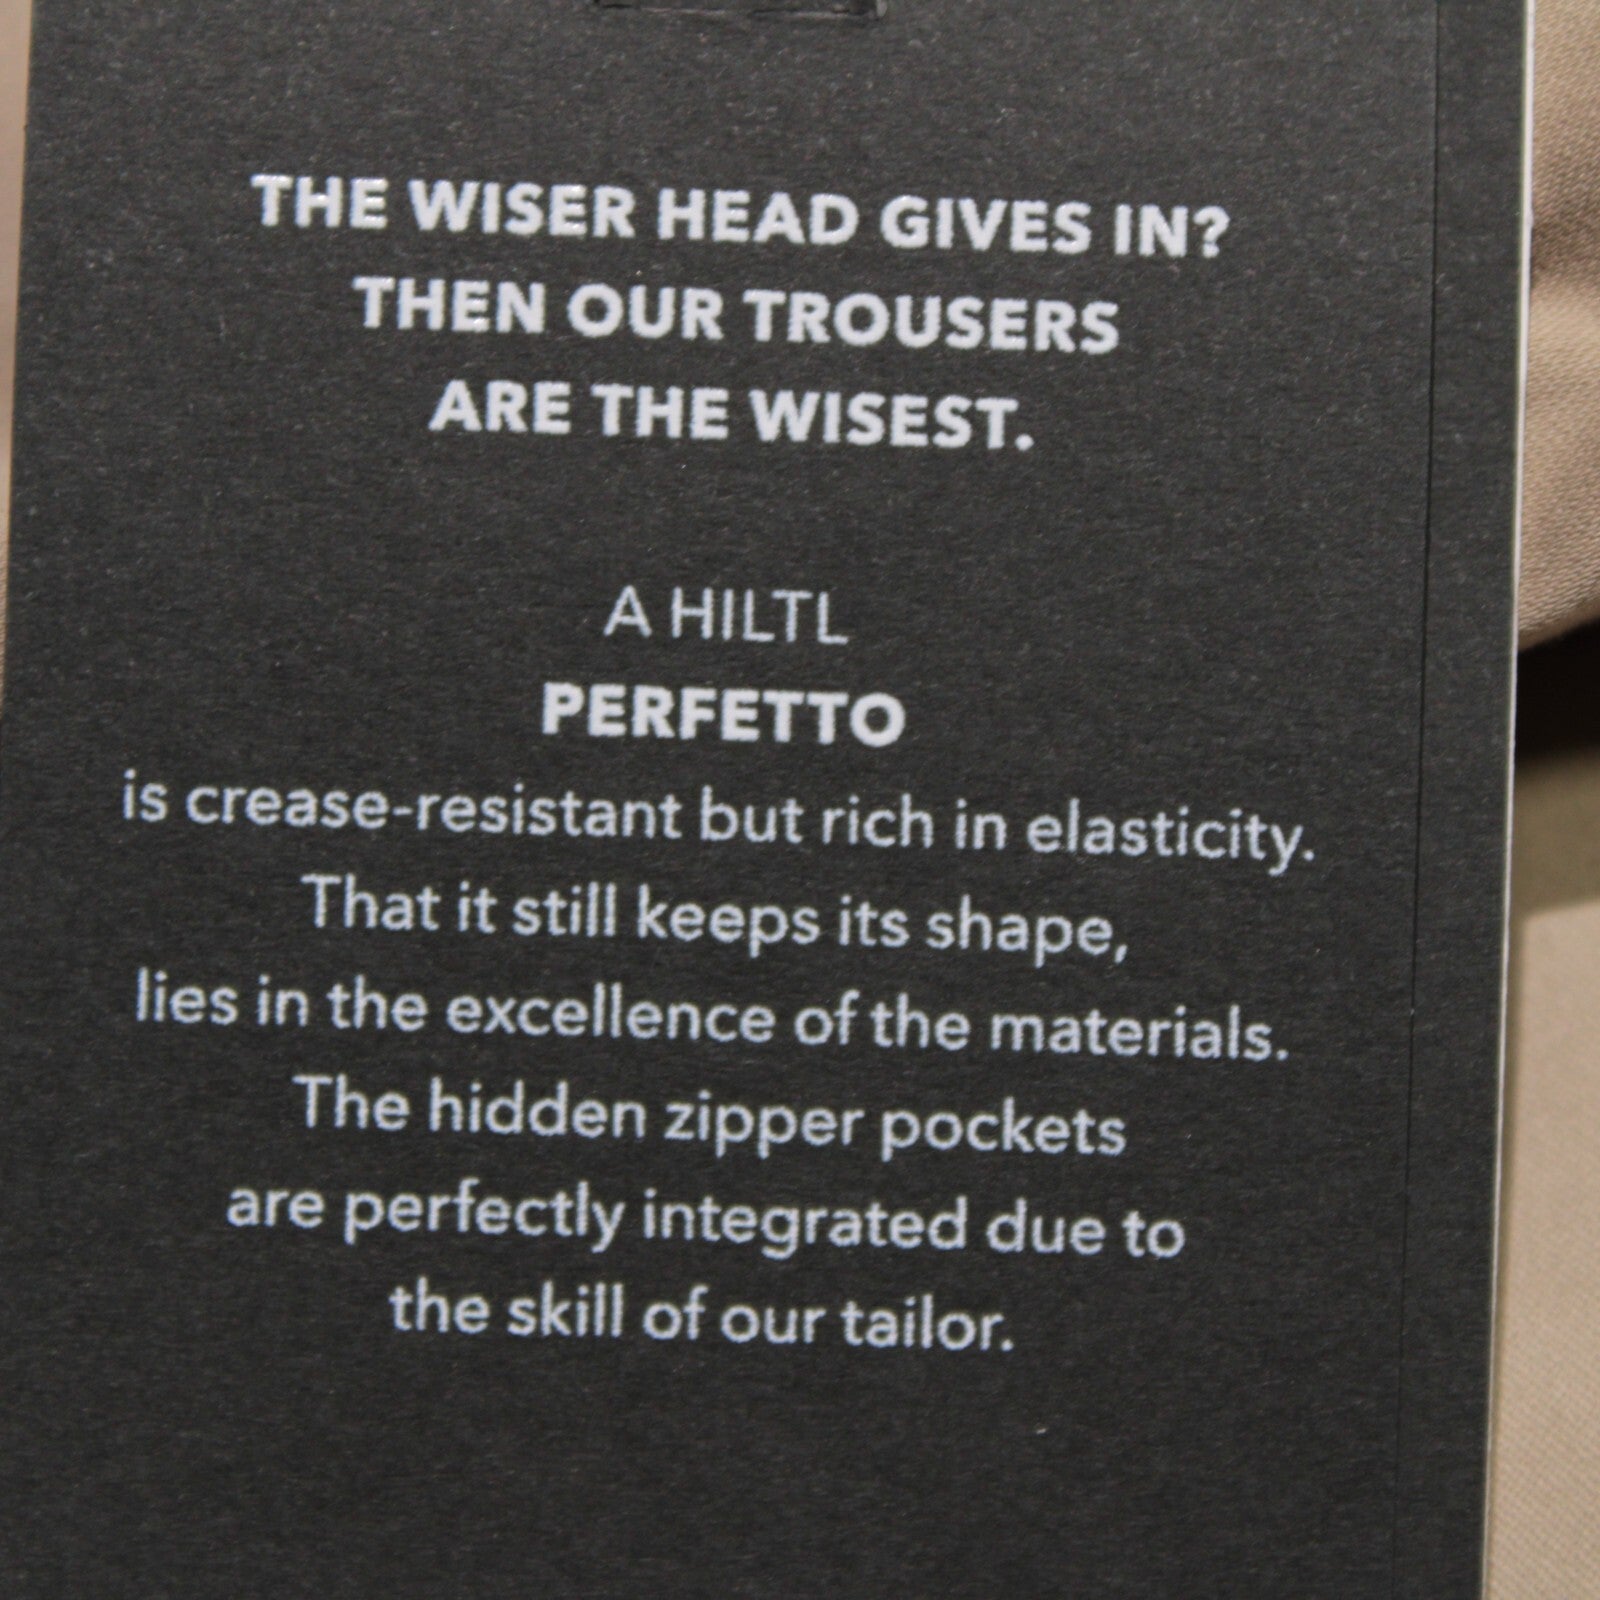 THE WISER HEAD GIVES IN?
THEN OUR TROUSERS
ARE THE WISEST.
A HILTL
PERFETTO
is crease-resistant but rich in elasticity.
That it still keeps its shape,
lies in the excellence of the materials.
The hidden zipper pockets
are perfectly integrated due to
the skill of our tailor.